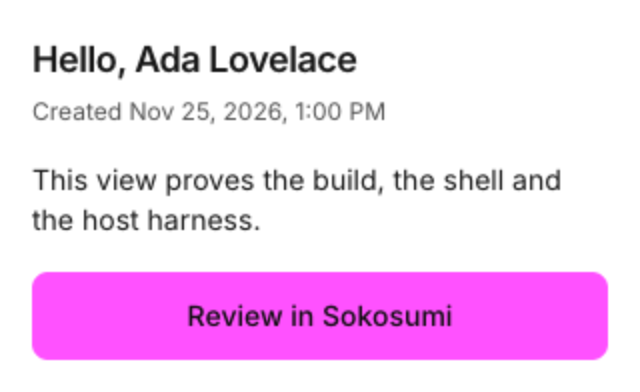 Hello, Ada Lovelace
Created Nov 25, 2026, 1:00 PM
This view proves the build, the shell and
the host harness.
Review in Sokosumi